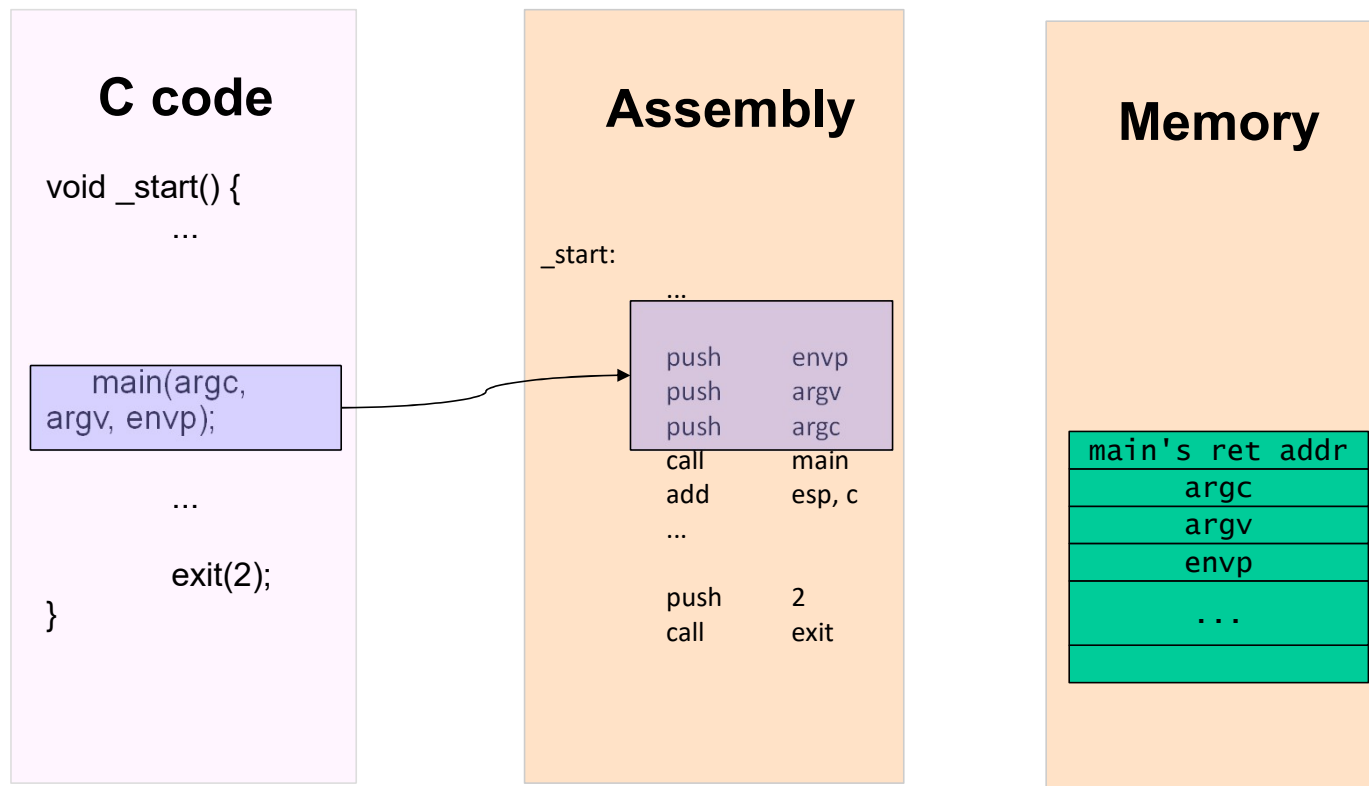 C code
void _start() {
...
main(argc,
argv, envp);
...
exit(2);
}
Assembly
_start:
...
push envp
push argv
push argc
call main
add esp, c
...
push 2
call exit
Memory
main's ret addr
argc
argv
envp
...